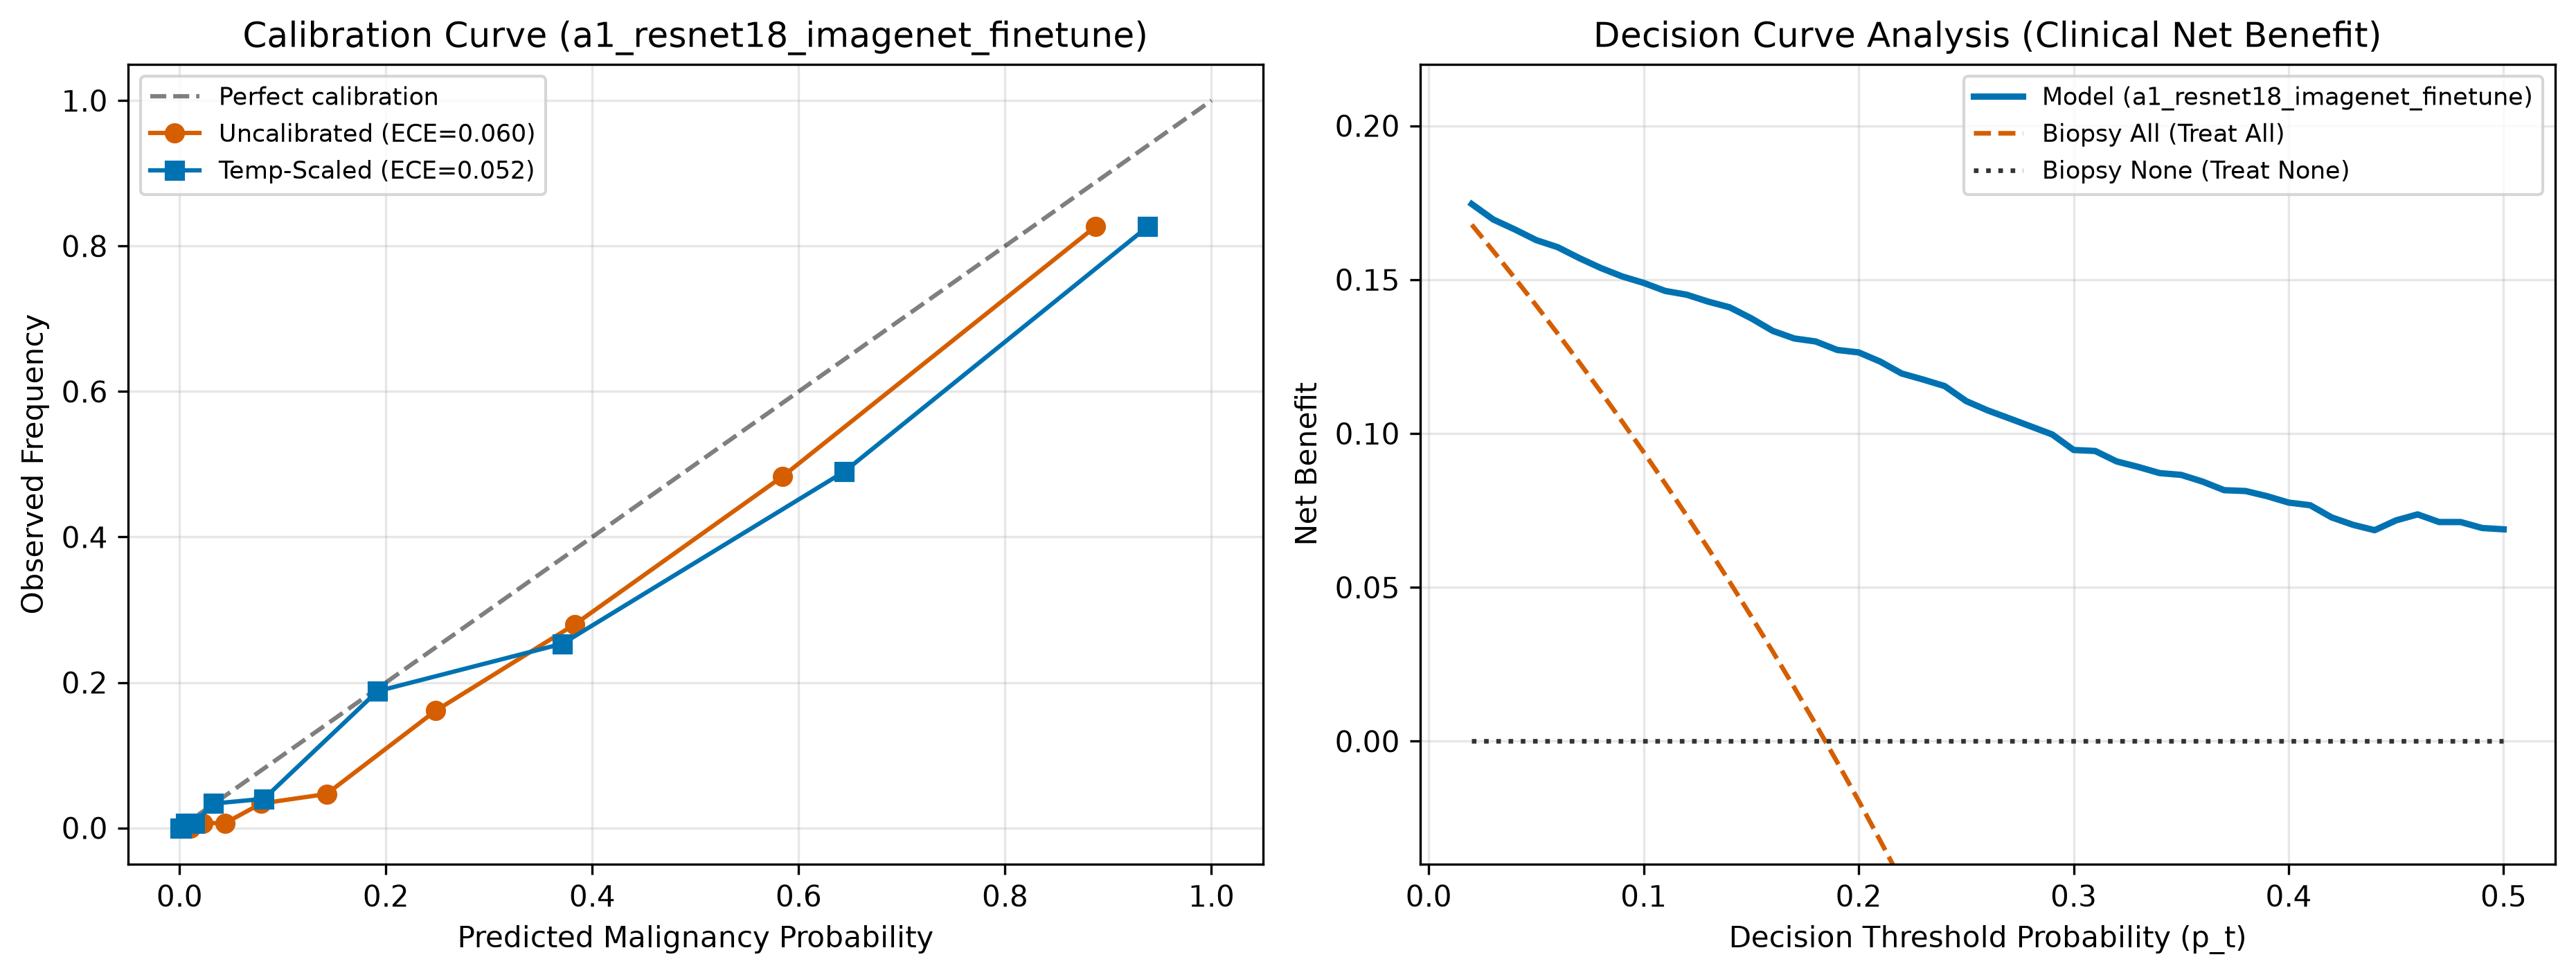 Calibration Curve (a1_resnet18_imagenet_finetune)
Perfect calibration
Uncalibrated (ECE=0.060)
Temp-Scaled (ECE=0.052)
Observed Frequency
1.0
0.8
0.6
0.4
0.2
0.0
0.0 0.2 0.4 0.6 0.8 1.0
Predicted Malignancy Probability
Decision Curve Analysis (Clinical Net Benefit)
Model (a1_resnet18_imagenet_finetune)
Biopsy All (Treat All)
Biopsy None (Treat None)
Net Benefit
0.20
0.15
0.10
0.05
0.00
0.0 0.1 0.2 0.3 0.4 0.5
Decision Threshold Probability (p_t)